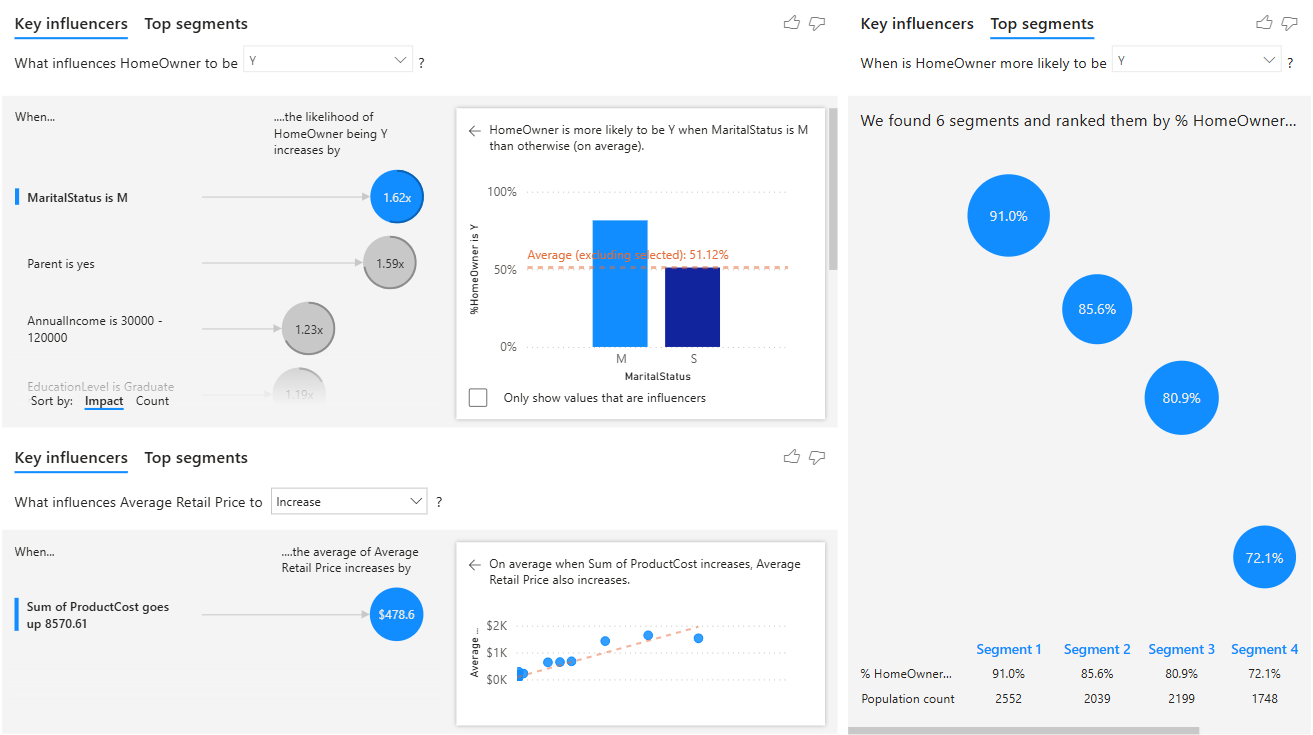 Key influencers Top segments
What influences HomeOwner to be Y ?
When...
....the likelihood of
HomeOwner being Y
increases by
MaritalStatus is M
1.62x
Parent is yes
1.59x
AnnualIncome is 30000 -
120000
1.23x
EducationLevel is Graduate
1.19x
Sort by: Impact Count
HomeOwner is more likely to be Y when MaritalStatus is M
than otherwise (on average).
%HomeOwner is Y
100%
50%
0%
Average (excluding selected): 51.12%
M S
MaritalStatus
Only show values that are influencers
Key influencers Top segments
What influences Average Retail Price to Increase ?
When...
....the average of Average
Retail Price increases by
Sum of ProductCost goes
up 8570.61
$478.6
On average when Sum of ProductCost increases, Average
Retail Price also increases.
Average ...
$2K
$1K
$0K
Key influencers Top segments
When is HomeOwner more likely to be Y ?
We found 6 segments and ranked them by % HomeOwner...
91.0%
85.6%
80.9%
72.1%
Segment 1 Segment 2 Segment 3 Segment 4
% HomeOwner... 91.0% 85.6% 80.9% 72.1%
Population count 2552 2039 2199 1748